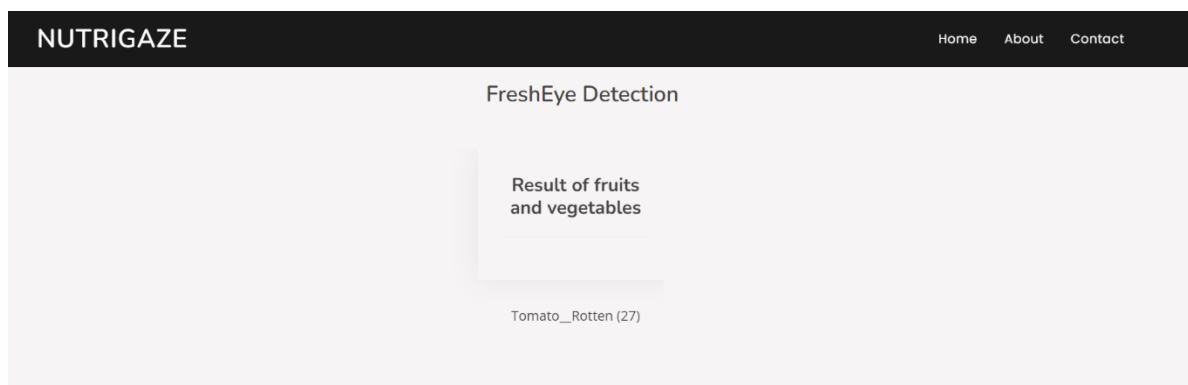 NUTRIGAZE
Home About Contact
FreshEye Detection
Result of fruits
and vegetables
Tomato__Rotten (27)